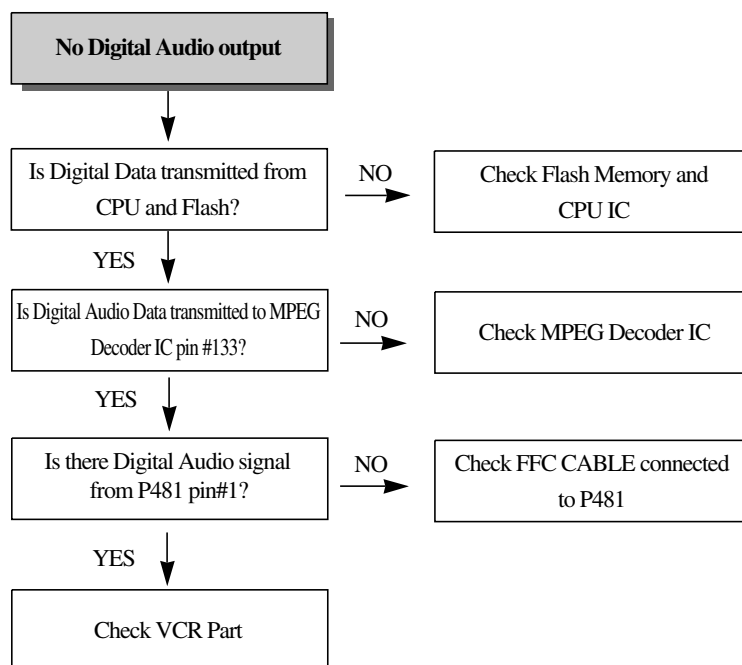 No Digital Audio output
Is Digital Data transmitted from
CPU and Flash?
NO
Check Flash Memory and
CPU IC
YES
Is Digital Audio Data transmitted to MPEG
Decoder IC pin #133?
NO
Check MPEG Decoder IC
YES
Is there Digital Audio signal
from P481 pin#1?
NO
Check FFC CABLE connected
to P481
YES
Check VCR Part